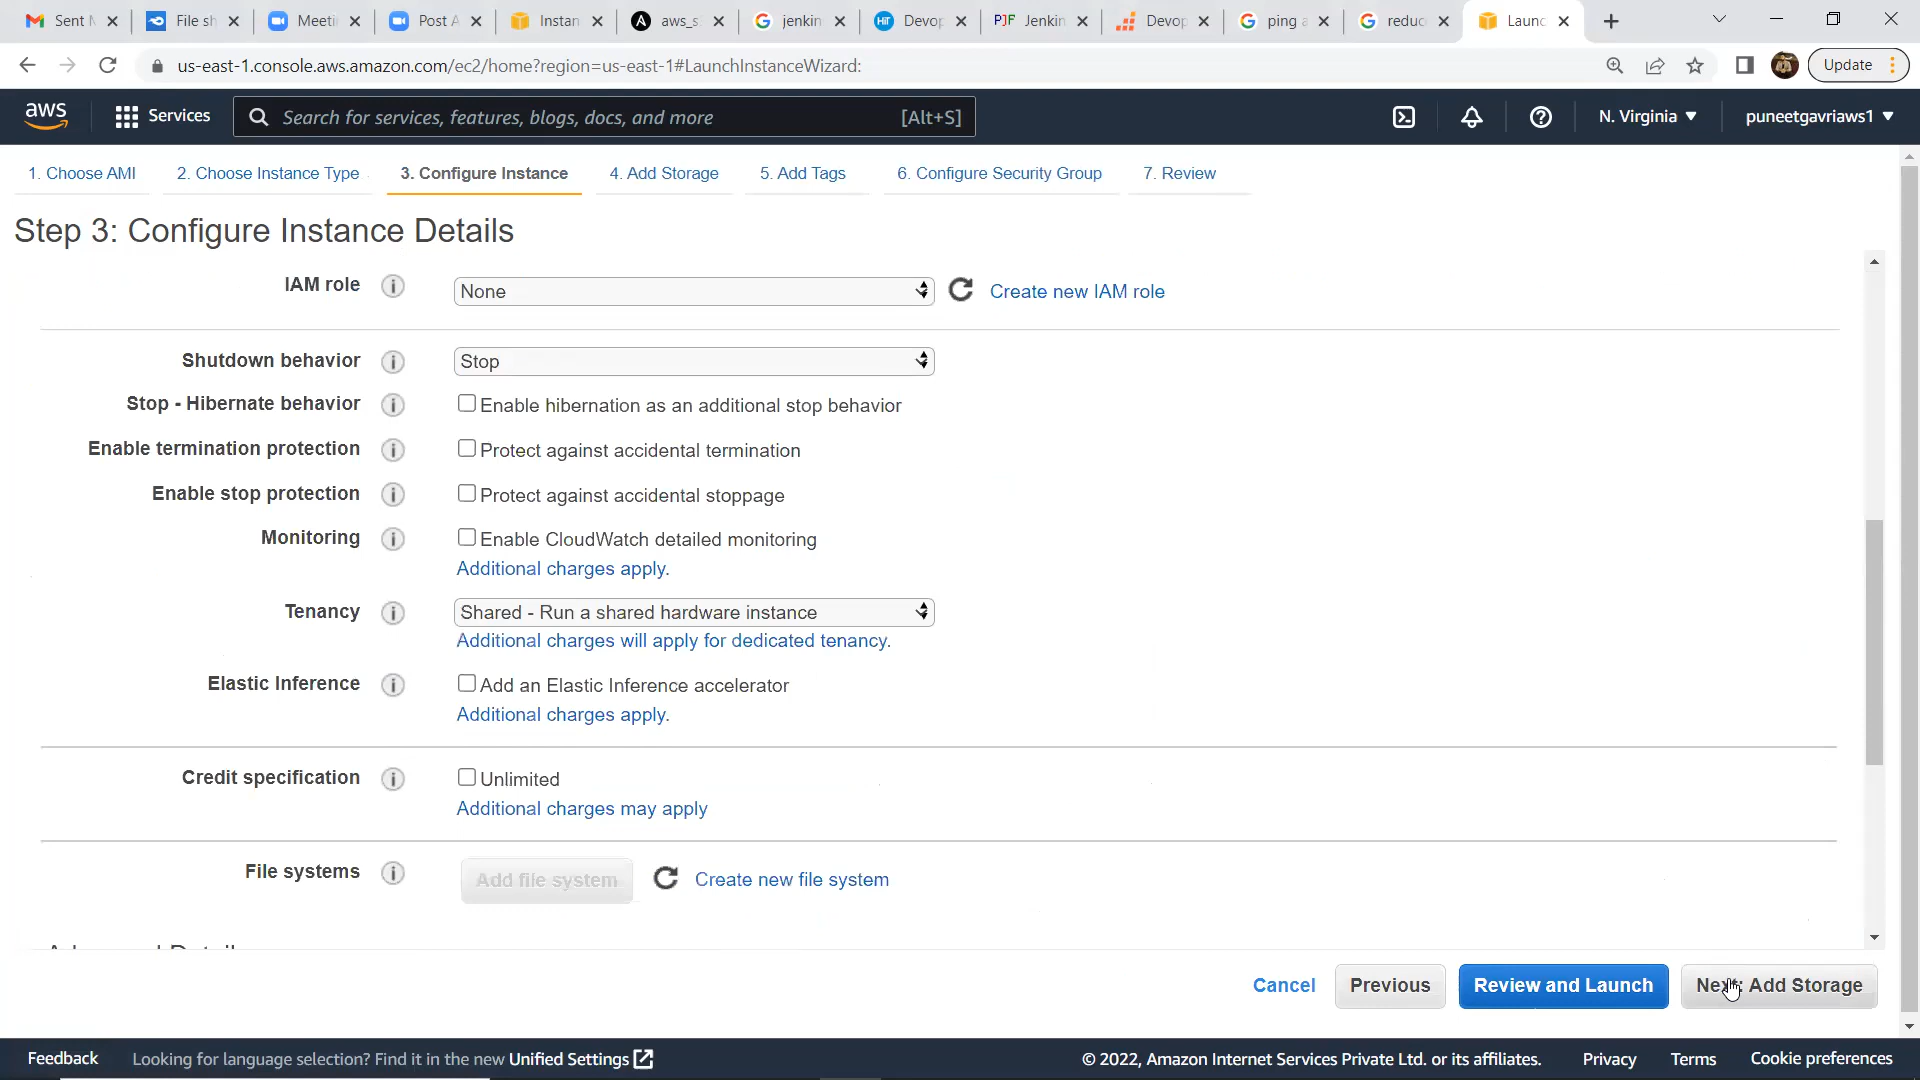 Sent M
File sh
Meeti
Post A
Instan
aws_s
jenkin
HIT
Devop
PJF
Jenkin
Devop
ping a
reduc
Launc
us-east-1.console.aws.amazon.com/ec2/home?region=us-east-1#LaunchInstanceWizard:
Update
aws
Services
Search for services, features, blogs, docs, and more
[Alt+S]
N. Virginia
puneetgavriaws1
1. Choose AMI
2. Choose Instance Type
3. Configure Instance
4. Add Storage
5. Add Tags
6. Configure Security Group
7. Review
Step 3: Configure Instance Details
IAM role
None
Create new IAM role
Shutdown behavior
Stop
Stop - Hibernate behavior
Enable hibernation as an additional stop behavior
Enable termination protection
Protect against accidental termination
Enable stop protection
Protect against accidental stoppage
Monitoring
Enable CloudWatch detailed monitoring
Additional charges apply.
Tenancy
Shared - Run a shared hardware instance
Additional charges will apply for dedicated tenancy.
Elastic Inference
Add an Elastic Inference accelerator
Additional charges apply.
Credit specification
Unlimited
Additional charges may apply
File systems
Add file system
Create new file system
Cancel
Previous
Review and Launch
Next: Add Storage
Feedback
Looking for language selection? Find it in the new Unified Settings
© 2022, Amazon Internet Services Private Ltd. or its affiliates.
Privacy
Terms
Cookie preferences